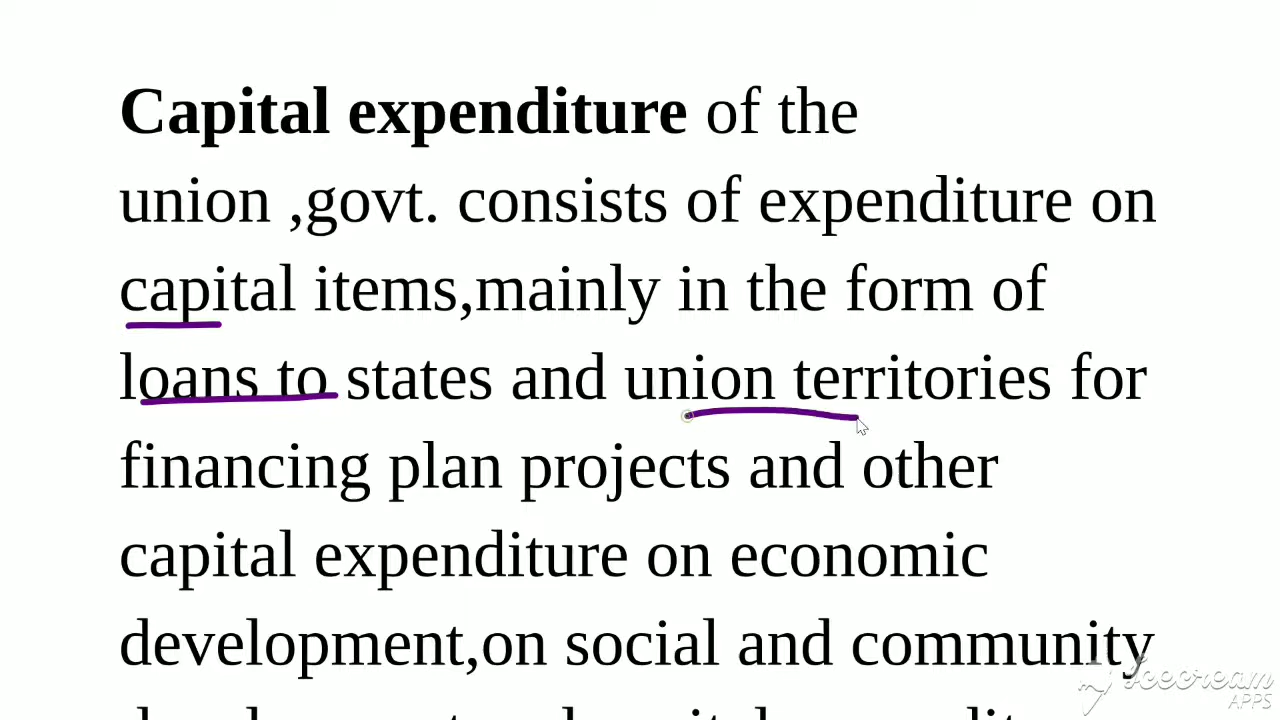 Capital expenditure of the
union ,govt. consists of expenditure on
capital items,mainly in the form of
loans to states and union territories for
financing plan projects and other
capital expenditure on economic
development,on social and community
Icecream
APPS